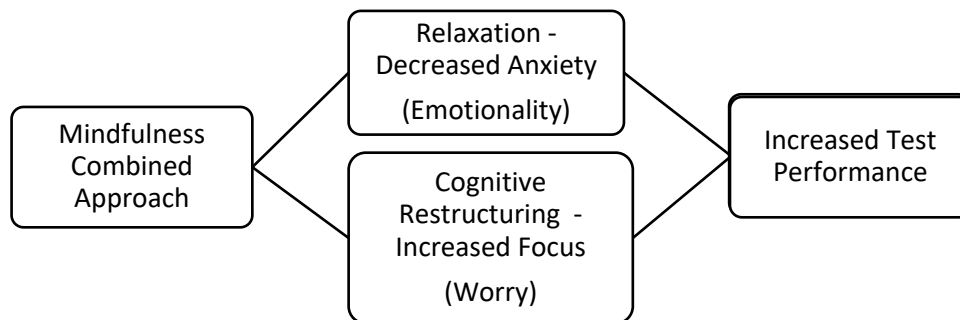 Mindfulness
Combined
Approach
Relaxation -
Decreased Anxiety
(Emotionality)
Cognitive
Restructuring -
Increased Focus
(Worry)
Increased Test
Performance